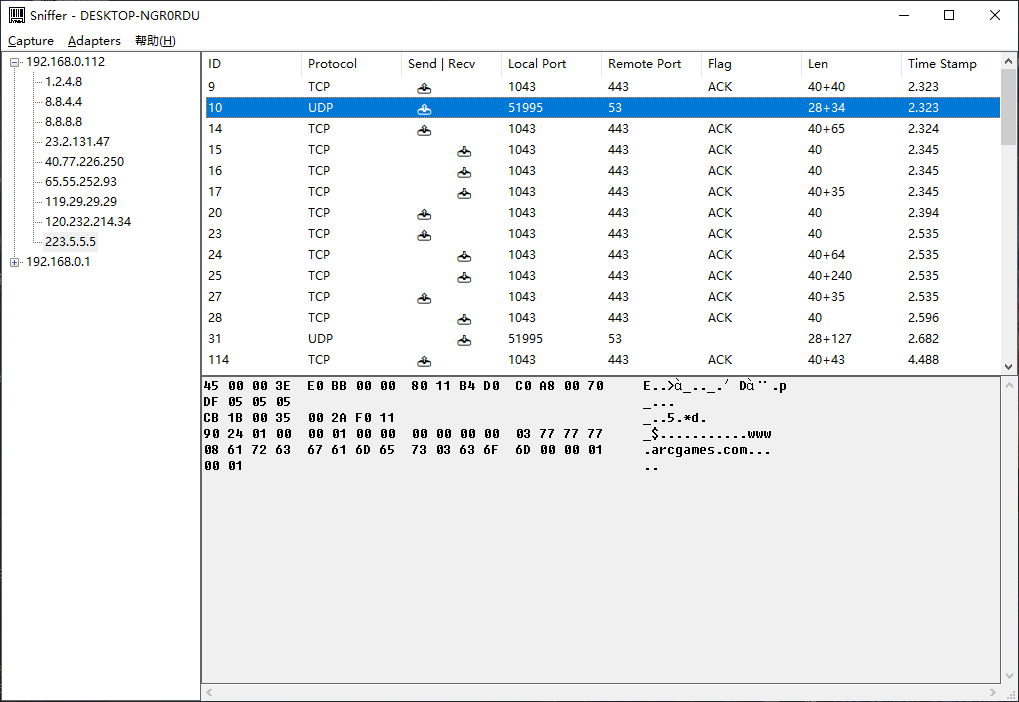 Sniffer - DESKTOP-NGR0RDU
Capture Adapters 帮助(H)
192.168.0.112
1.2.4.8
8.8.4.4
8.8.8.8
23.2.131.47
40.77.226.250
65.55.252.93
119.29.29.29
120.232.214.34
223.5.5.5
192.168.0.1
ID Protocol Send | Recv Local Port Remote Port Flag Len Time Stamp
9 TCP 1043 443 ACK 40+40 2.323
10 UDP 51995 53 28+34 2.323
14 TCP 1043 443 ACK 40+65 2.324
15 TCP 1043 443 ACK 40 2.345
16 TCP 1043 443 ACK 40 2.345
17 TCP 1043 443 ACK 40+35 2.345
20 TCP 1043 443 ACK 40 2.394
23 TCP 1043 443 ACK 40 2.535
24 TCP 1043 443 ACK 40+64 2.535
25 TCP 1043 443 ACK 40+240 2.535
27 TCP 1043 443 ACK 40+35 2.535
28 TCP 1043 443 ACK 40 2.596
31 UDP 51995 53 28+127 2.682
114 TCP 1043 443 ACK 40+43 4.488
45 00 00 3E E0 BB 00 00 80 11 B4 D0 C0 A8 00 70 E..>à_.._.´Dà¨.p
DF 05 05 05 _...
CB 1B 00 35 00 2A F0 11 _..5.*d.
90 24 01 00 00 01 00 00 00 00 00 00 03 77 77 77 _$...........www
08 61 72 63 67 61 6D 65 73 03 63 6F 6D 00 00 01 .arcgames.com...
00 01 ..